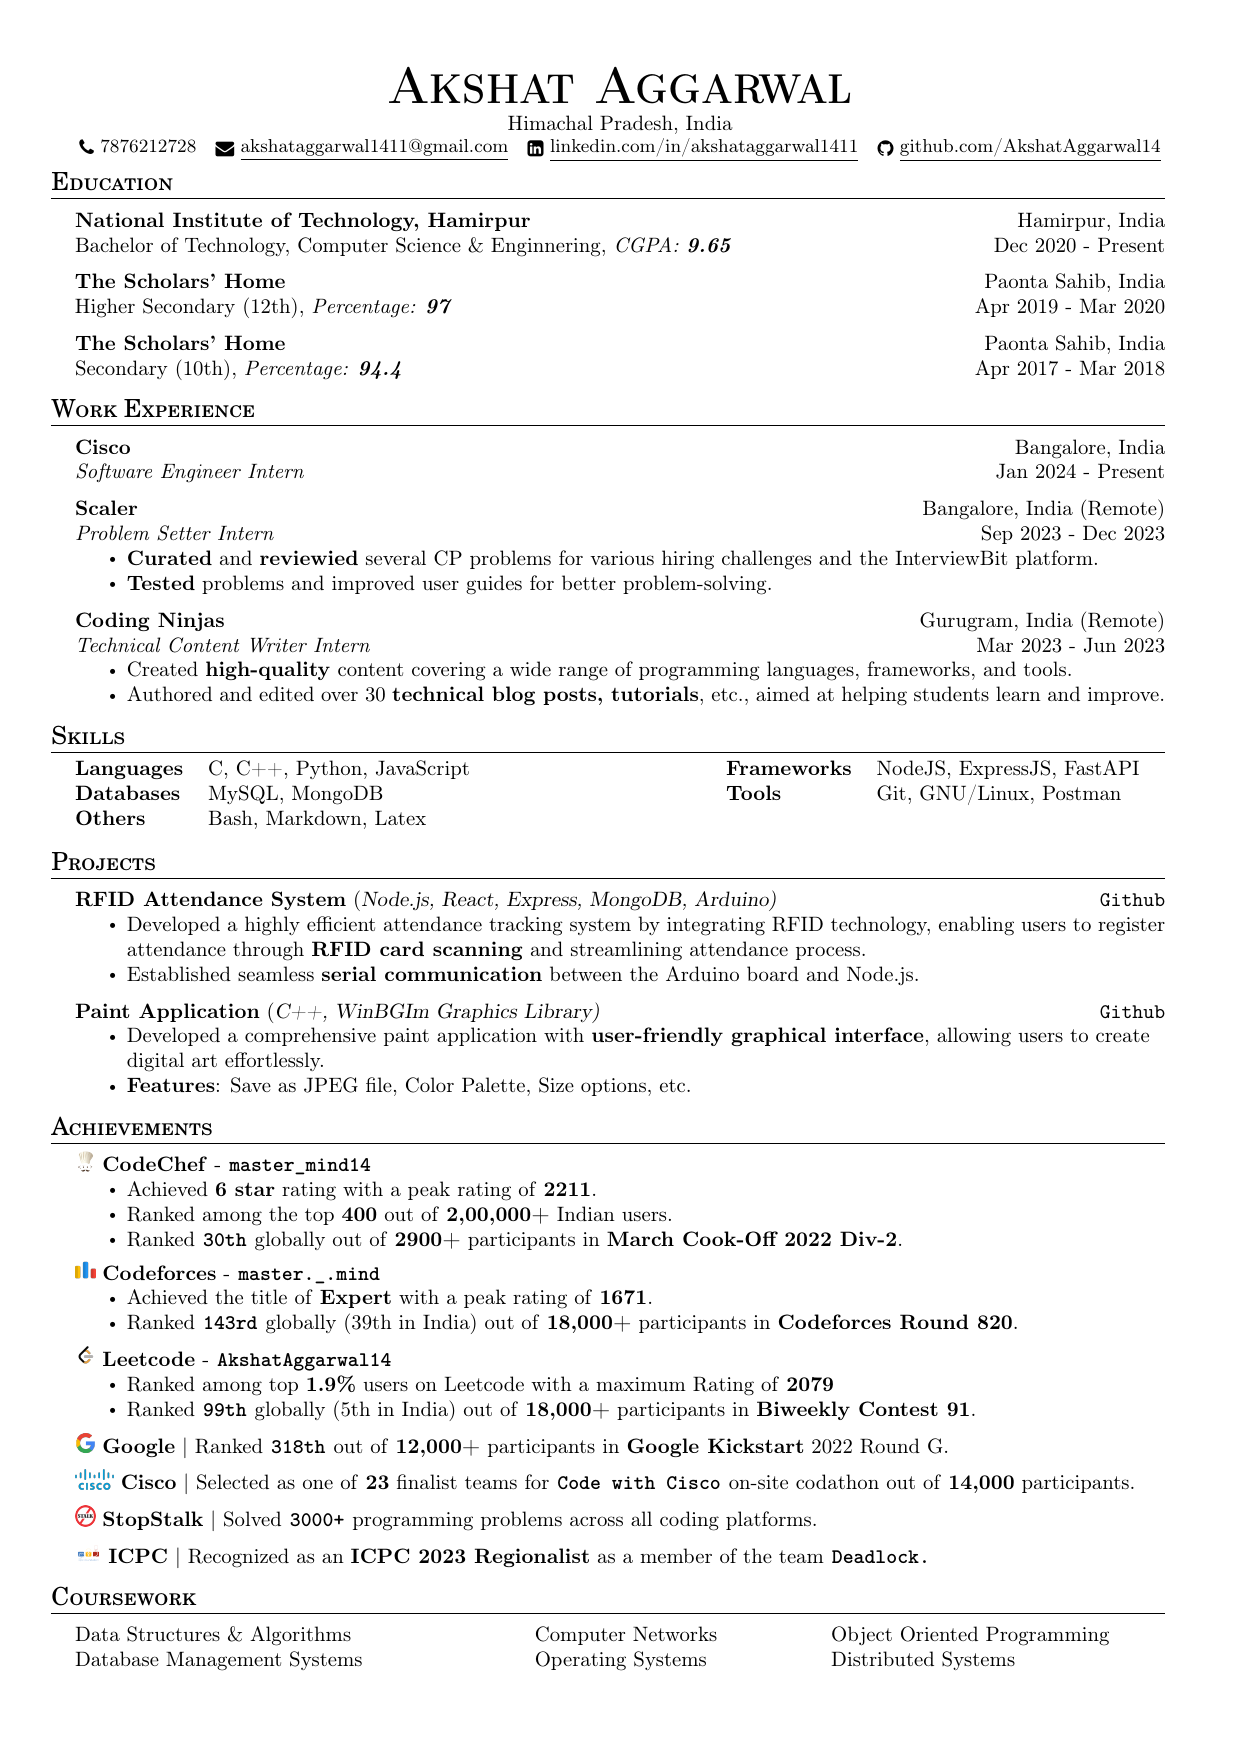 Akshat Aggarwal
Himachal Pradesh, India
7876212728 akshataggarwal1411@gmail.com linkedin.com/in/akshataggarwal1411 github.com/AkshatAggarwal14
Education
National Institute of Technology, Hamirpur Hamirpur, India
Bachelor of Technology, Computer Science & Enginnering, CGPA: 9.65 Dec 2020 - Present
The Scholars' Home Paonta Sahib, India
Higher Secondary (12th), Percentage: 97 Apr 2019 - Mar 2020
The Scholars' Home Paonta Sahib, India
Secondary (10th), Percentage: 94.4 Apr 2017 - Mar 2018
Work Experience
Cisco Bangalore, India
Software Engineer Intern Jan 2024 - Present
Scaler Bangalore, India (Remote)
Problem Setter Intern Sep 2023 - Dec 2023
• Curated and reviewied several CP problems for various hiring challenges and the InterviewBit platform.
• Tested problems and improved user guides for better problem-solving.
Coding Ninjas Gurugram, India (Remote)
Technical Content Writer Intern Mar 2023 - Jun 2023
• Created high-quality content covering a wide range of programming languages, frameworks, and tools.
• Authored and edited over 30 technical blog posts, tutorials, etc., aimed at helping students learn and improve.
Skills
Languages C, C++, Python, JavaScript Frameworks NodeJS, ExpressJS, FastAPI
Databases MySQL, MongoDB Tools Git, GNU/Linux, Postman
Others Bash, Markdown, Latex
Projects
RFID Attendance System (Node.js, React, Express, MongoDB, Arduino) Github
• Developed a highly efficient attendance tracking system by integrating RFID technology, enabling users to register
attendance through RFID card scanning and streamlining attendance process.
• Established seamless serial communication between the Arduino board and Node.js.
Paint Application (C++, WinBGIm Graphics Library) Github
• Developed a comprehensive paint application with user-friendly graphical interface, allowing users to create
digital art effortlessly.
• Features: Save as JPEG file, Color Palette, Size options, etc.
Achievements
CodeChef - master_mind14
• Achieved 6 star rating with a peak rating of 2211.
• Ranked among the top 400 out of 2,00,000+ Indian users.
• Ranked 30th globally out of 2900+ participants in March Cook-Off 2022 Div-2.
Codeforces - master._.mind
• Achieved the title of Expert with a peak rating of 1671.
• Ranked 143rd globally (39th in India) out of 18,000+ participants in Codeforces Round 820.
Leetcode - AkshatAggarwal14
• Ranked among top 1.9% users on Leetcode with a maximum Rating of 2079
• Ranked 99th globally (5th in India) out of 18,000+ participants in Biweekly Contest 91.
Google | Ranked 318th out of 12,000+ participants in Google Kickstart 2022 Round G.
CISCO Cisco | Selected as one of 23 finalist teams for Code with Cisco on-site codathon out of 14,000 participants.
StopStalk | Solved 3000+ programming problems across all coding platforms.
ICPC | Recognized as an ICPC 2023 Regionalist as a member of the team Deadlock.
Coursework
Data Structures & Algorithms Computer Networks Object Oriented Programming
Database Management Systems Operating Systems Distributed Systems